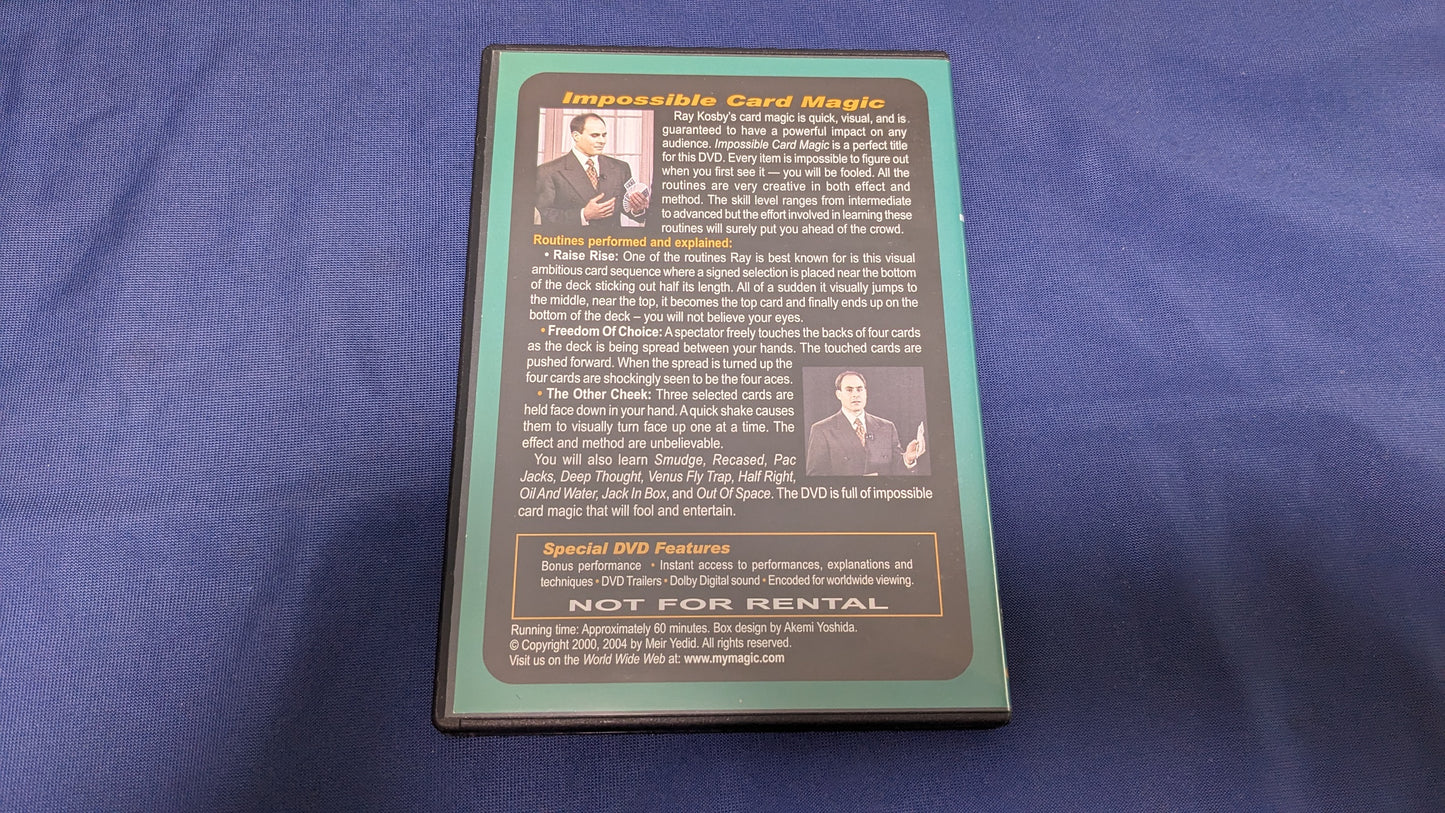 Impossible Card Magic
Ray Kosby's card magic is quick, visual, and is
guaranteed to have a powerful impact on any
audience. Impossible Card Magic is a perfect title
for this DVD. Every item is impossible to figure out
when you first see it — you will be fooled. All the
routines are very creative in both effect and
method. The skill level ranges from intermediate
to advanced but the effort involved in learning these
routines will surely put you ahead of the crowd.
Routines performed and explained:
• Raise Rise: One of the routines Ray is best known for is this visual
ambitious card sequence where a signed selection is placed near the bottom
of the deck sticking out half its length. All of a sudden it visually jumps to
the middle, near the top, it becomes the top card and finally ends up on the
bottom of the deck – you will not believe your eyes.
• Freedom Of Choice: A spectator freely touches the backs of four cards
as the deck is being spread between your hands. The touched cards are
pushed forward. When the spread is turned up the
four cards are shockingly seen to be the four aces.
• The Other Cheek: Three selected cards are
held face down in your hand. A quick shake causes
them to visually turn face up one at a time. The
effect and method are unbelievable.
You will also learn Smudge, Recased, Pac
Jacks, Deep Thought, Venus Fly Trap, Half Right,
Oil And Water, Jack In Box, and Out Of Space. The DVD is full of impossible
card magic that will fool and entertain.
Special DVD Features
Bonus performance • Instant access to performances, explanations and
techniques • DVD Trailers • Dolby Digital sound • Encoded for worldwide viewing.
NOT FOR RENTAL
Running time: Approximately 60 minutes. Box design by Akemi Yoshida.
© Copyright 2000, 2004 by Meir Yedid. All rights reserved.
Visit us on the World Wide Web at: www.mymagic.com